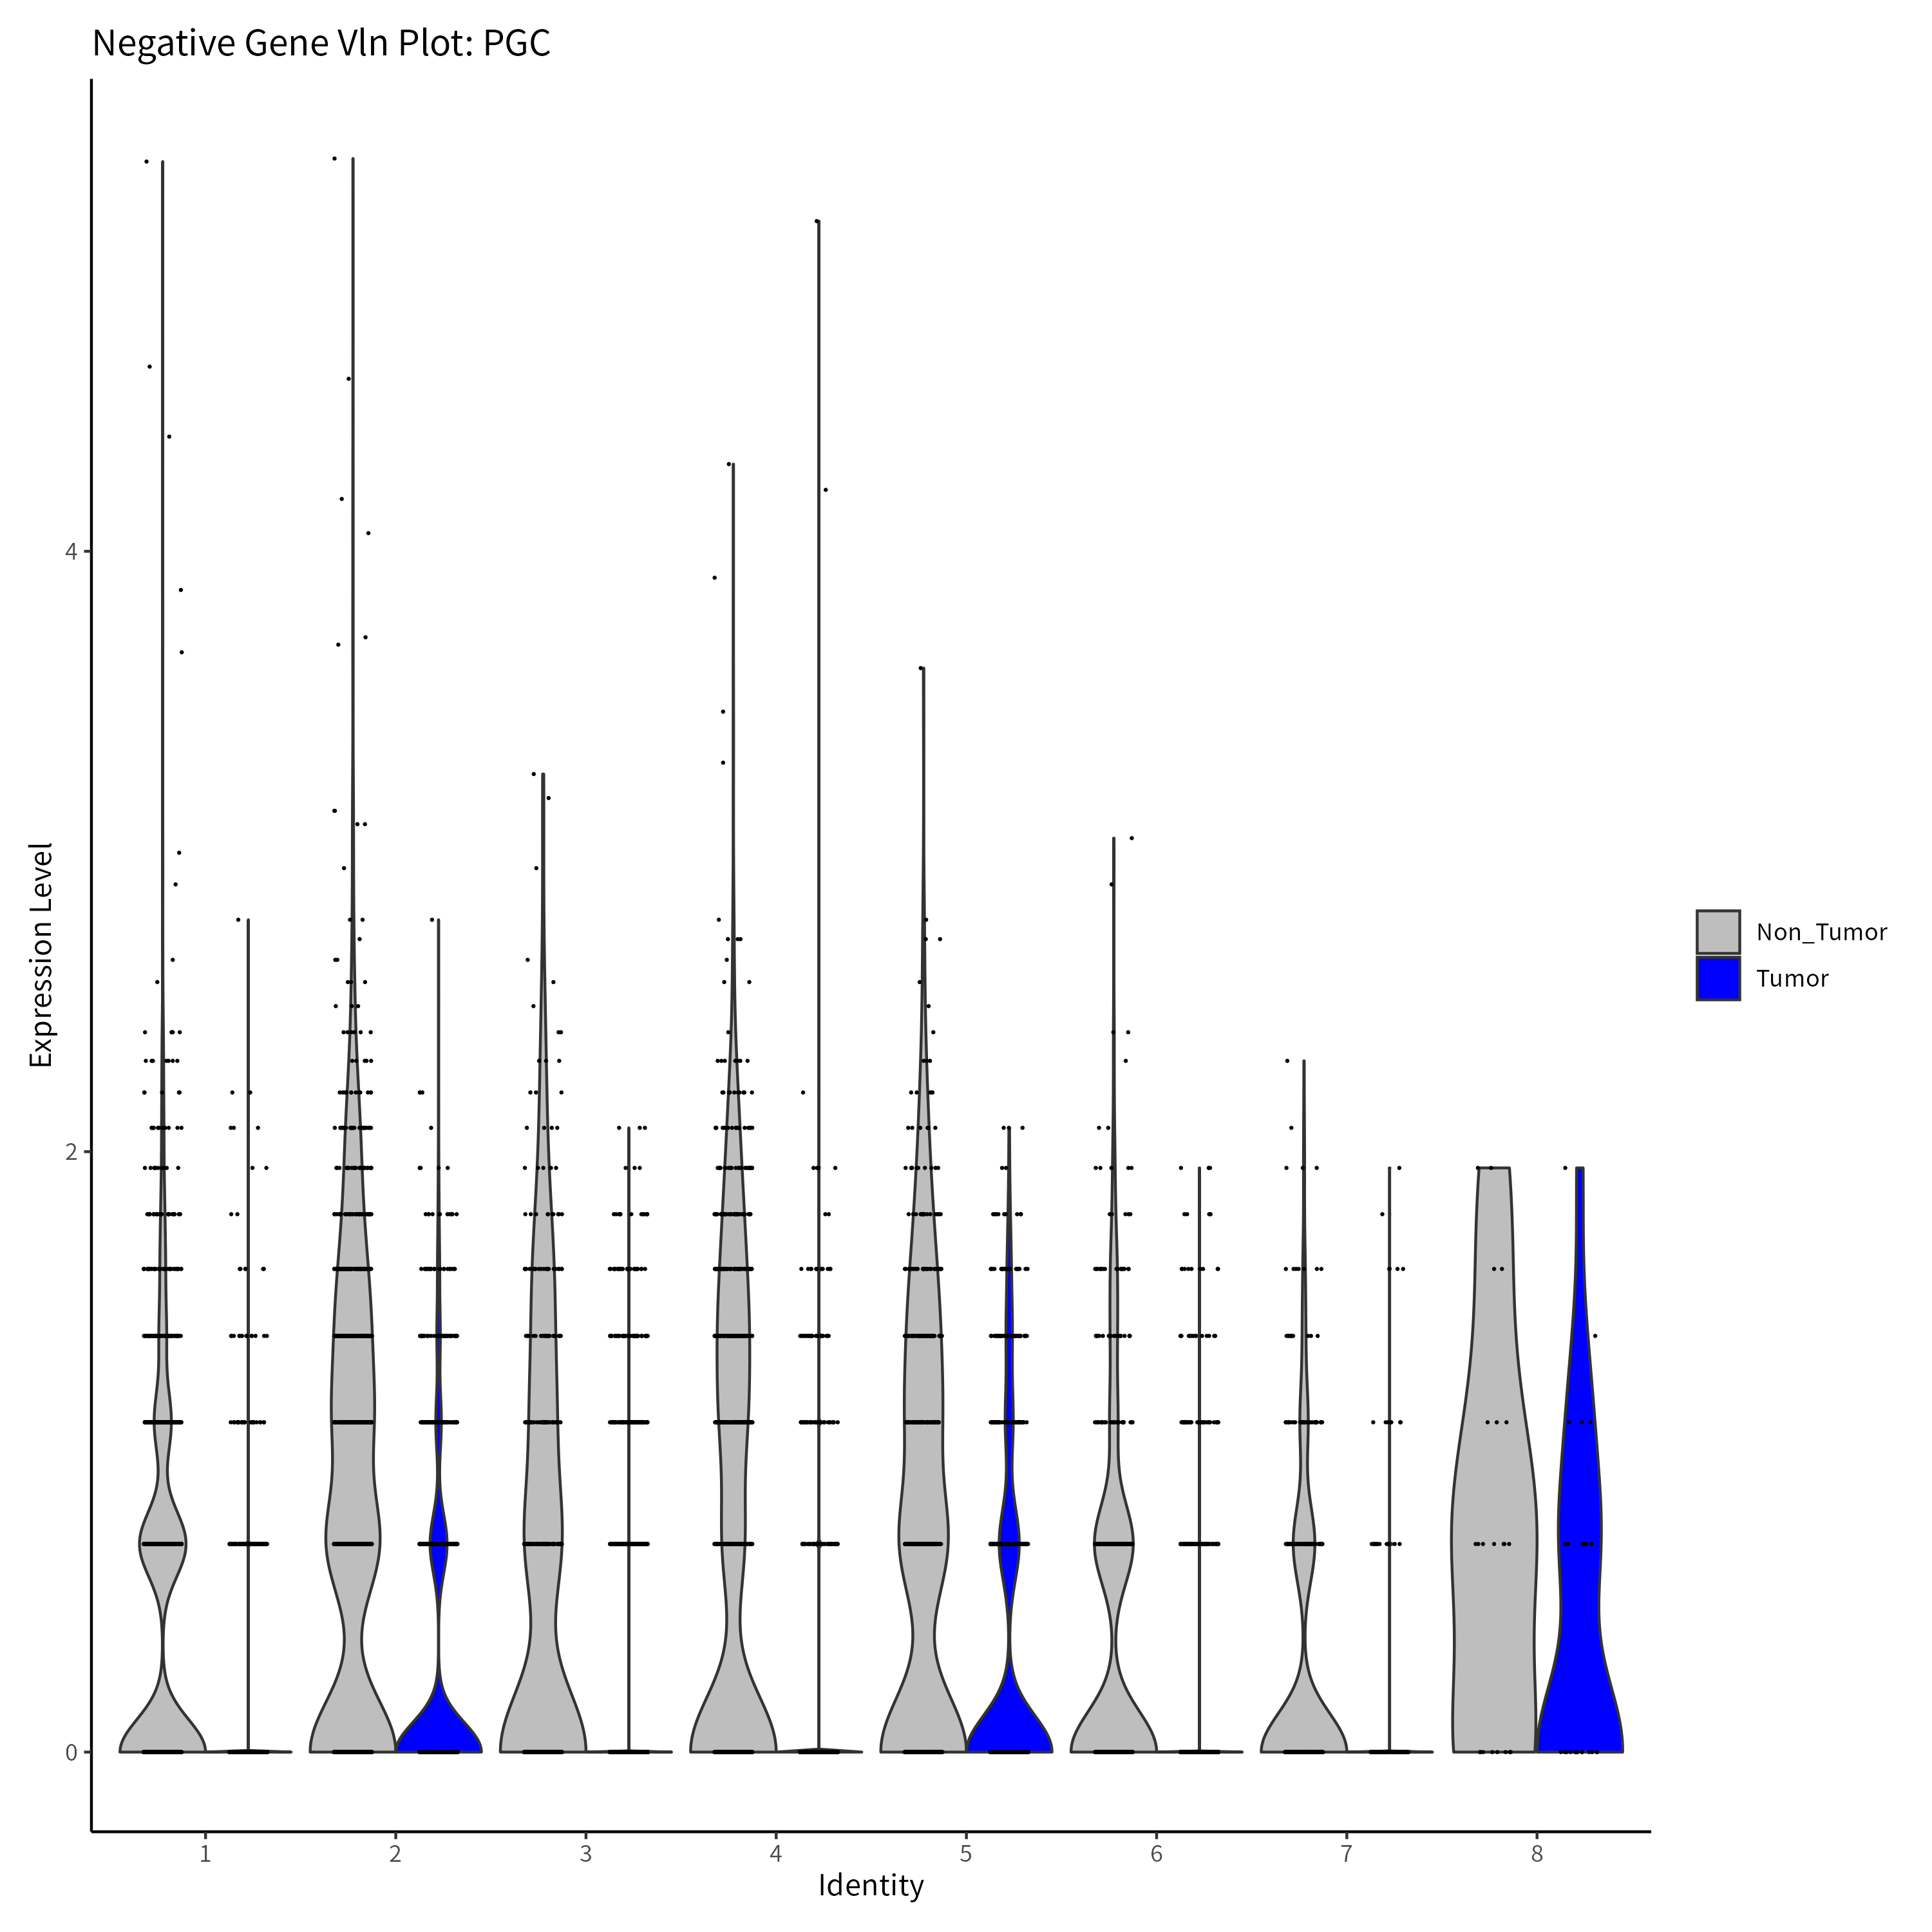 Negative Gene Vln Plot: PGC
Expression Level
4
2
0
1 2 3 4 5 6 7 8
Identity
Non_Tumor
Tumor